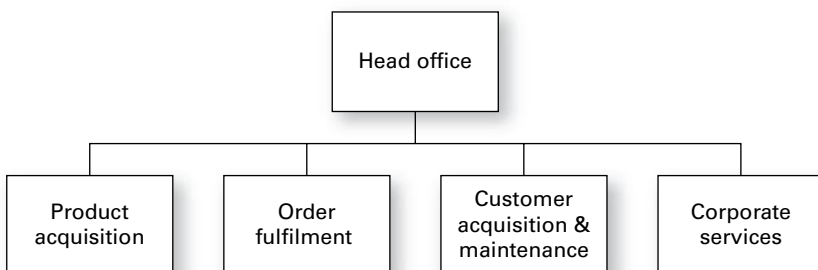 Head office
Product
acquisition
Order
fulfilment
Customer
acquisition &
maintenance
Corporate
services